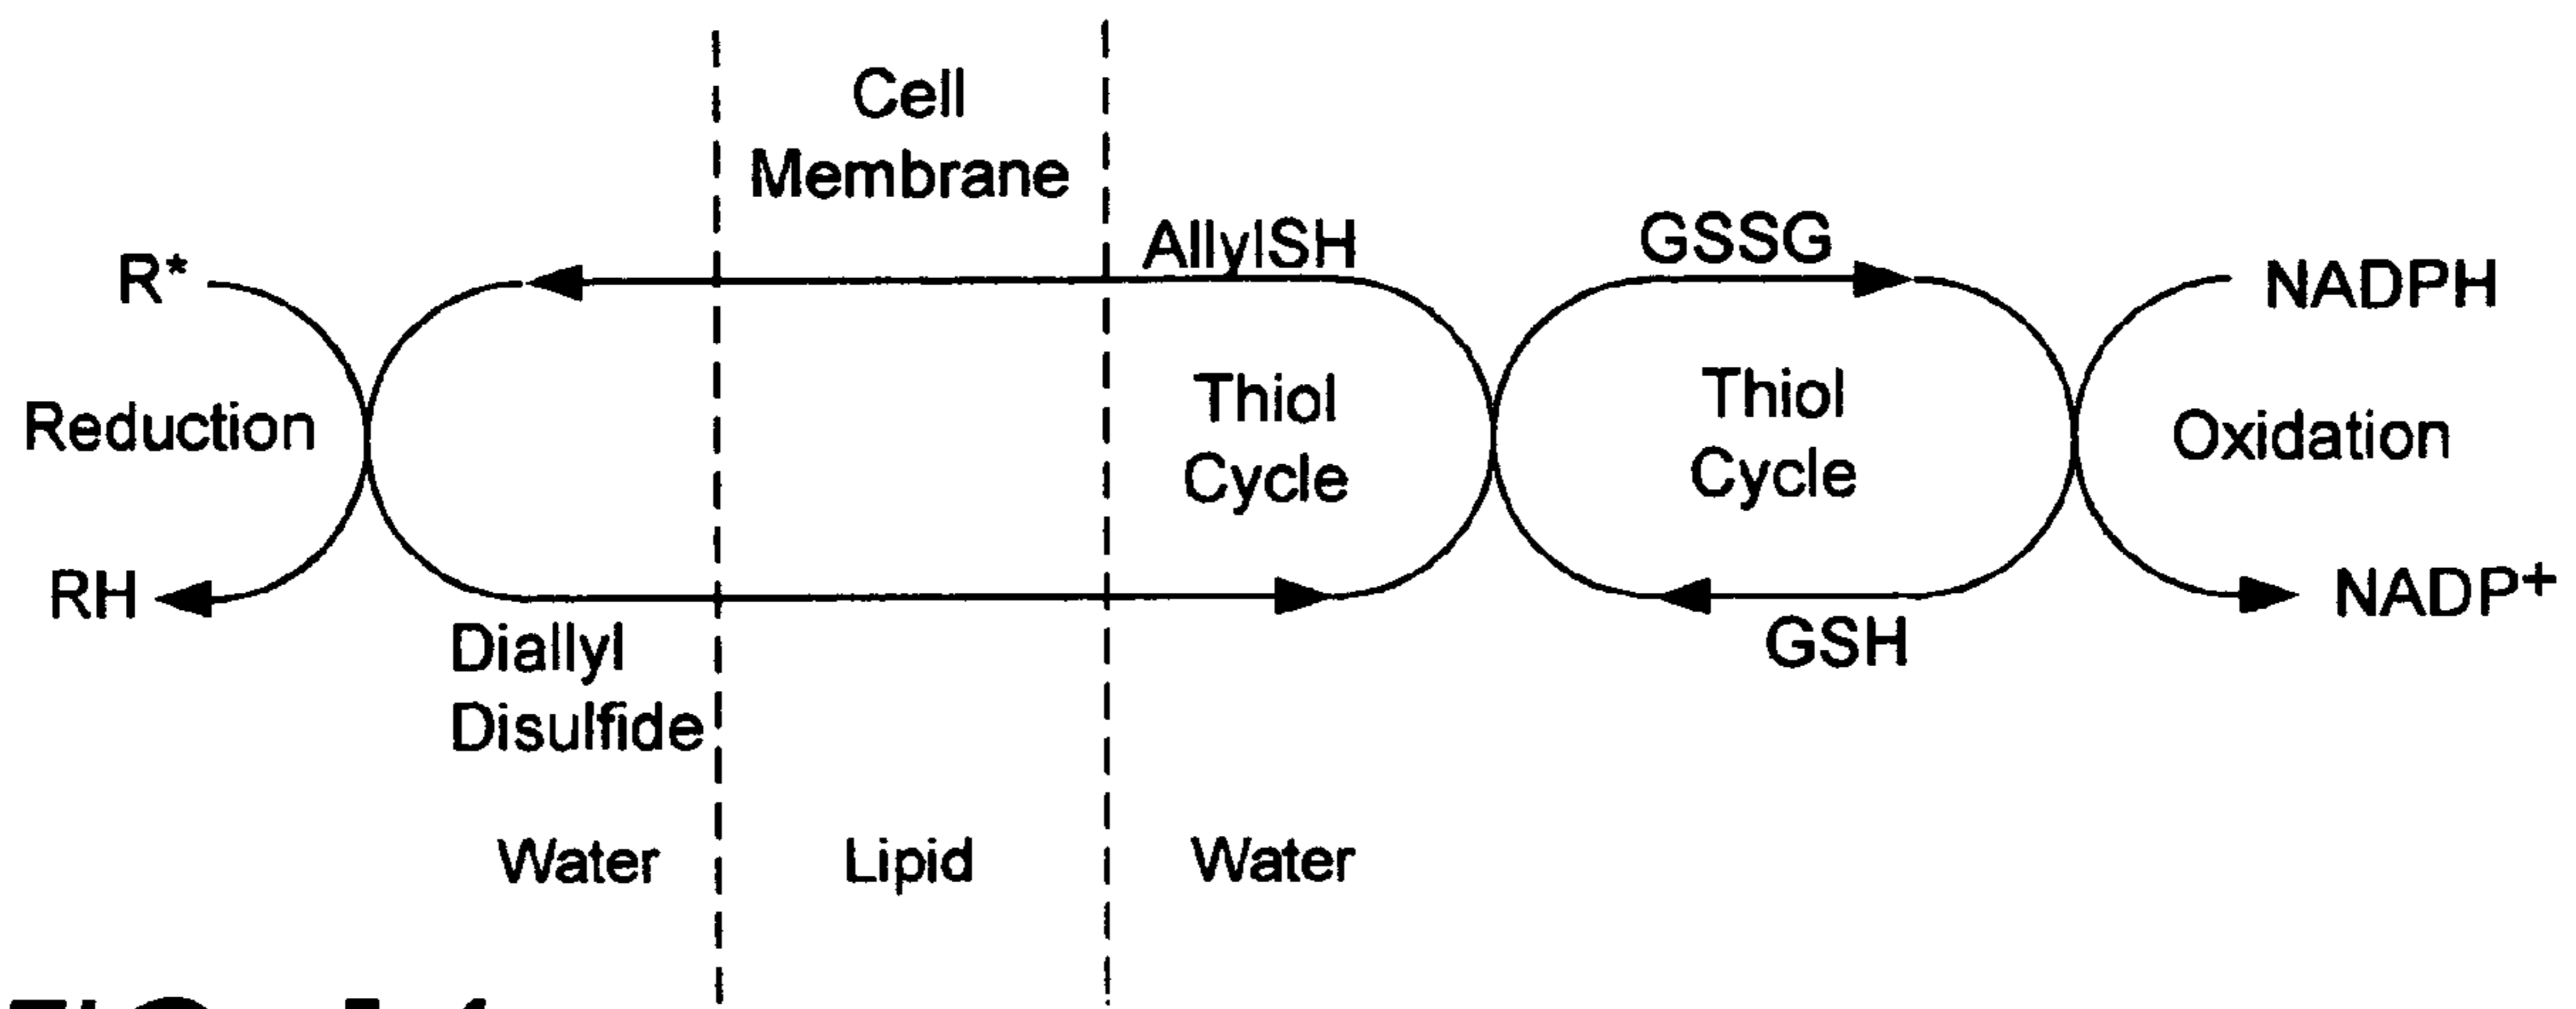 Cell
Membrane
AllylSH
GSSG
R*
NADPH
Reduction
Thiol
Cycle
Thiol
Cycle
Oxidation
RH
NADP+
Diallyl
Disulfide
GSH
Water
Lipid
Water